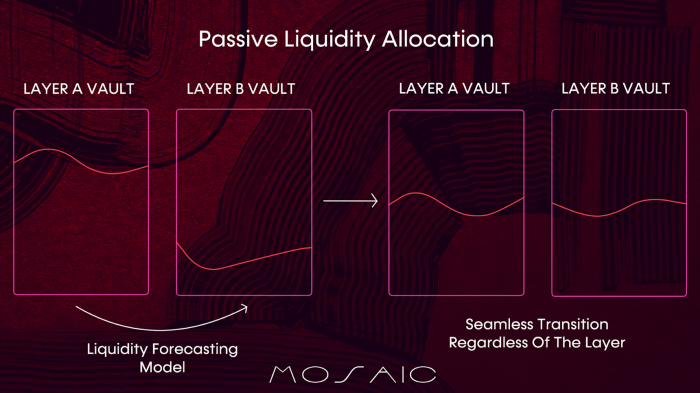 Passive Liquidity Allocation
LAYER A VAULT
LAYER B VAULT
LAYER A VAULT
LAYER B VAULT
Liquidity Forecasting
Model
Seamless Transition
Regardless Of The Layer
MOSAIC